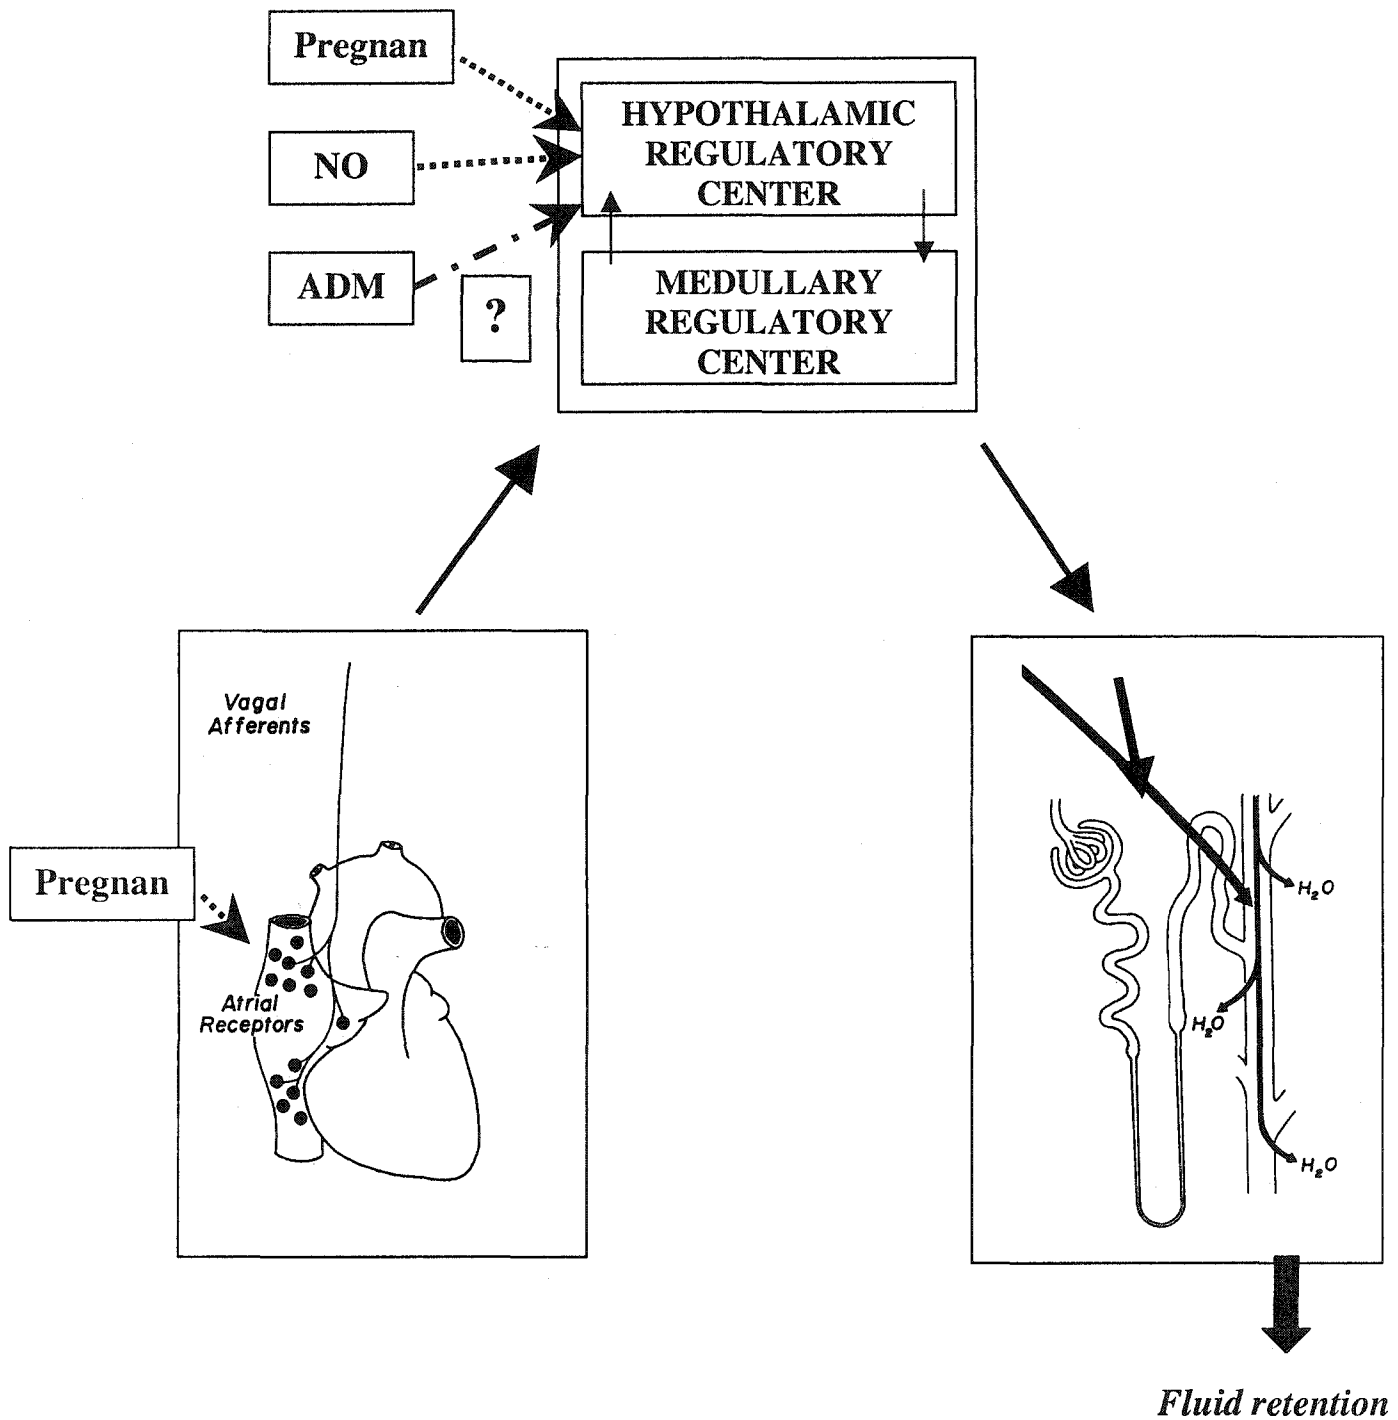 Pregnan
NO
ADM
?
HYPOTHALAMIC
REGULATORY
CENTER
MEDULLARY
REGULATORY
CENTER
Vagal
Afferents
Pregnan
Atrial
Receptors
H₂O
H₂O
H₂O
Fluid retention